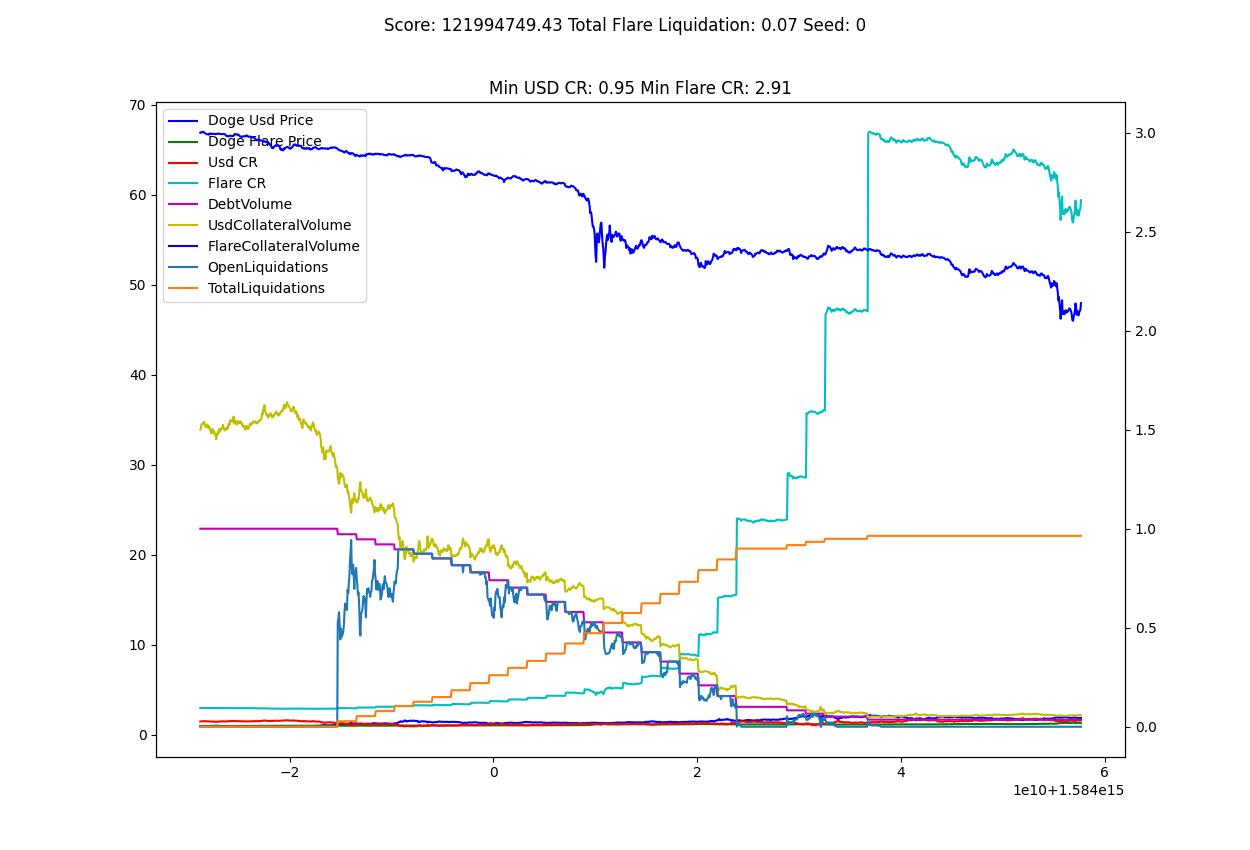 Score: 121994749.43 Total Flare Liquidation: 0.07 Seed: 0
Min USD CR: 0.95 Min Flare CR: 2.91
Doge Usd Price
Doge Flare Price
Usd CR
Flare CR
DebtVolume
UsdCollateralVolume
FlareCollateralVolume
OpenLiquidations
TotalLiquidations
70
60
50
40
30
20
10
0
3.0
2.5
2.0
1.5
1.0
0.5
0.0
−2 0 2 4 6
1e10+1.584e15